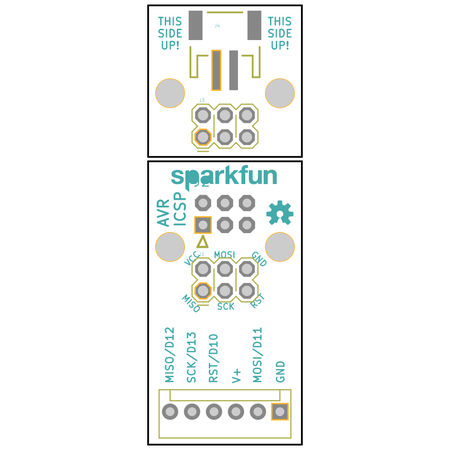 THIS
SIDE
UP!
THIS
SIDE
UP!
sparkfun
J2
AVR
ICSP
VCC
MOSI
GND
MISO
SCK
RST
MISO/D12
SCK/D13
RST/D10
V+
MOSI/D11
GND